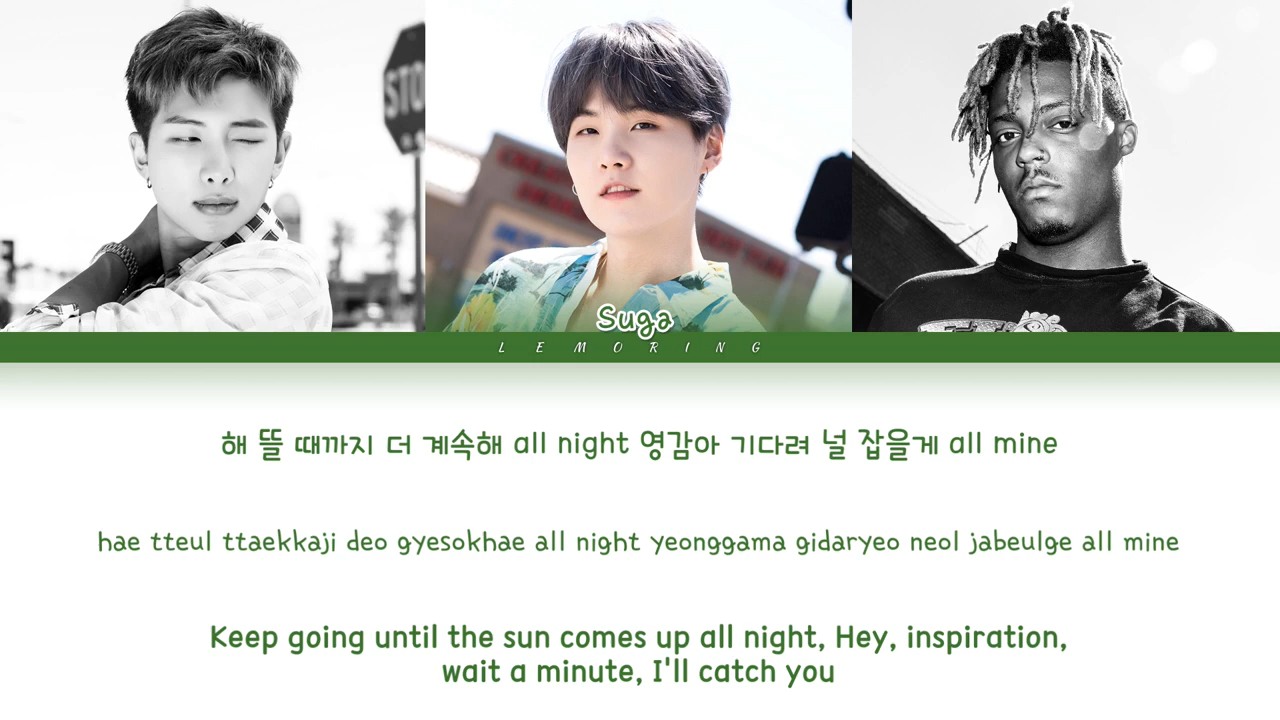 STO
Suga
LEMORING
해 뜰 때까지 더 계속해 all night 영감아 기다려 널 잡을게 all mine
hae tteul ttaekkaji deo gyesokhae all night yeonggama gidaryeo neol jabeulge all mine
Keep going until the sun comes up all night, Hey, inspiration,
wait a minute, I'll catch you